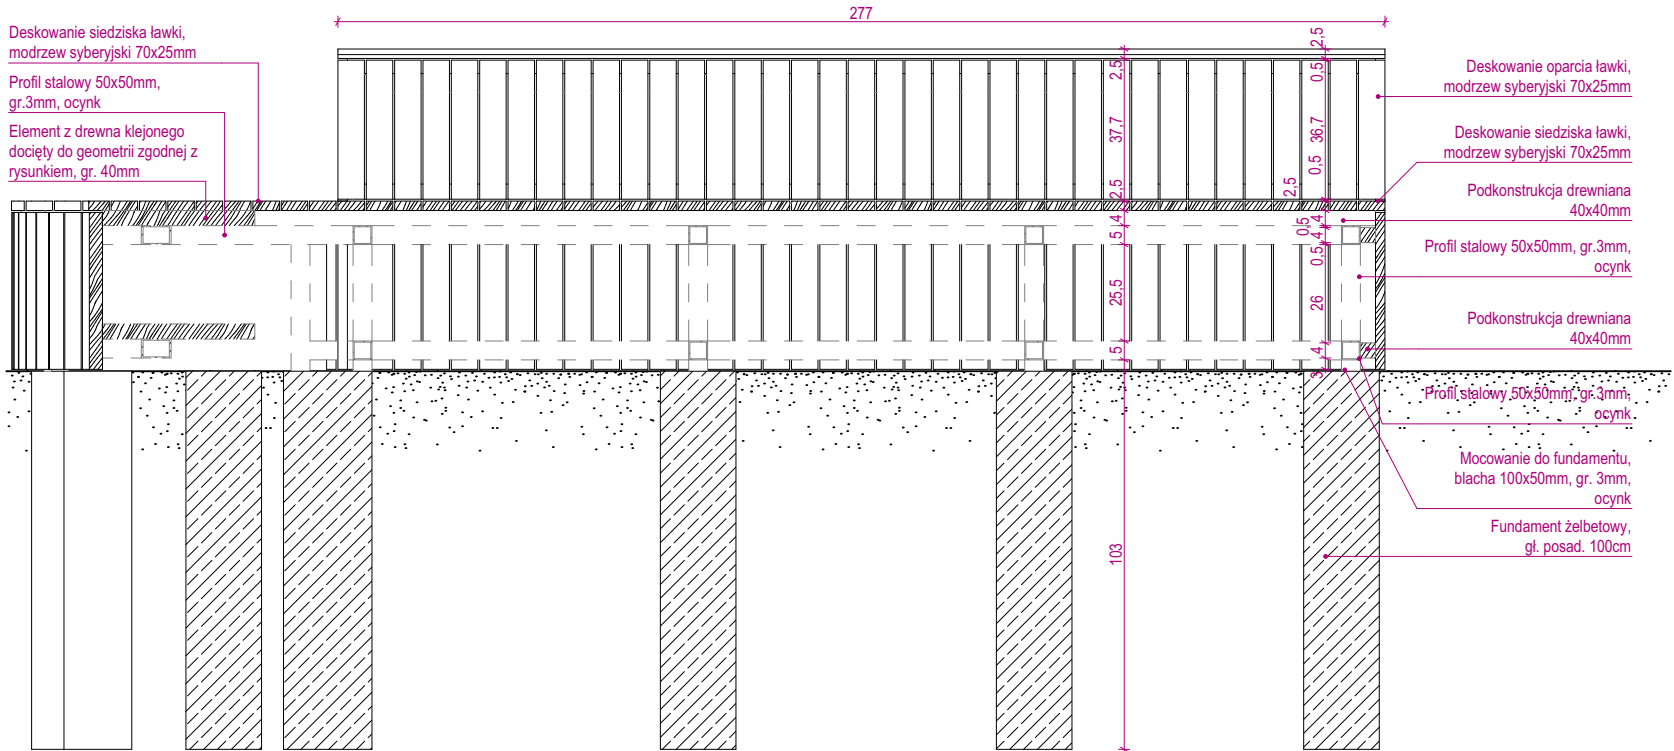 277
Deskowanie siedziska ławki,
modrzew syberyjski 70x25mm
Profil stalowy 50x50mm,
gr.3mm, ocynk
Element z drewna klejonego
docięty do geometrii zgodnej z
rysunkiem, gr. 40mm
2,5
37,7
2,5
4
5
25,5
5
103
2,5
0,5
36,7
0,5
2,5
4
0,5
4
0,5
26
4
3
Deskowanie oparcia ławki,
modrzew syberyjski 70x25mm
Deskowanie siedziska ławki,
modrzew syberyjski 70x25mm
Podkonstrukcja drewniana
40x40mm
Profil stalowy 50x50mm, gr.3mm,
ocynk
Podkonstrukcja drewniana
40x40mm
Profil stalowy 50x50mm, gr.3mm,
ocynk
Mocowanie do fundamentu,
blacha 100x50mm, gr. 3mm,
ocynk
Fundament żelbetowy,
gł. posad. 100cm